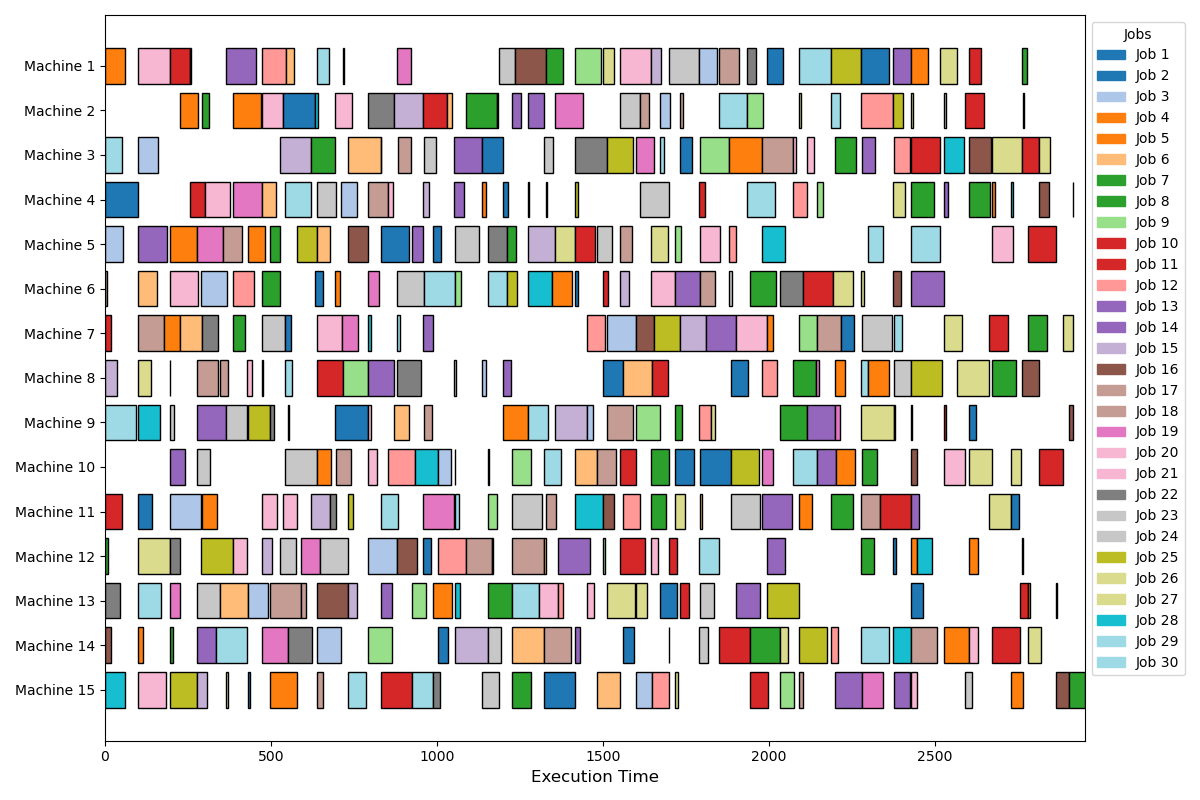 Machine 1
Machine 2
Machine 3
Machine 4
Machine 5
Machine 6
Machine 7
Machine 8
Machine 9
Machine 10
Machine 11
Machine 12
Machine 13
Machine 14
Machine 15
0 500 1000 1500 2000 2500
Execution Time
Jobs
Job 1
Job 2
Job 3
Job 4
Job 5
Job 6
Job 7
Job 8
Job 9
Job 10
Job 11
Job 12
Job 13
Job 14
Job 15
Job 16
Job 17
Job 18
Job 19
Job 20
Job 21
Job 22
Job 23
Job 24
Job 25
Job 26
Job 27
Job 28
Job 29
Job 30